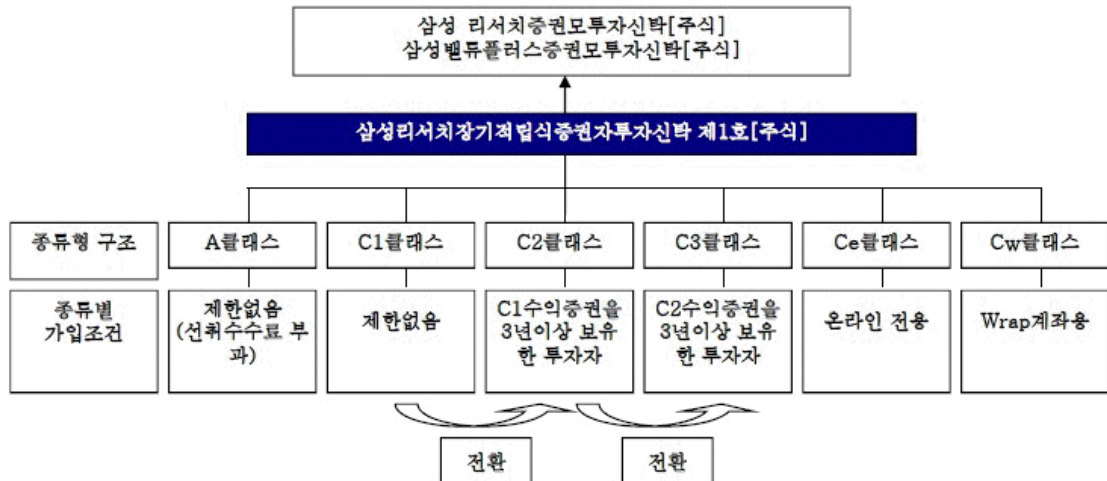 삼성 리서치증권모투자신탁[주식]
삼성밸류플러스증권모투자신탁[주식]
삼성리서치장기적립식증권자투자신탁 제1호[주식]
종류형 구조
A클래스
C1클래스
C2클래스
C3클래스
Ce클래스
Cw클래스
종류별
가입조건
제한없음
(선취수수료 부
과)
제한없음
C1수익증권을
3년이상 보유
한 투자자
C2수익증권을
3년이상 보유
한 투자자
온라인 전용
Wrap계좌용
전환
전환